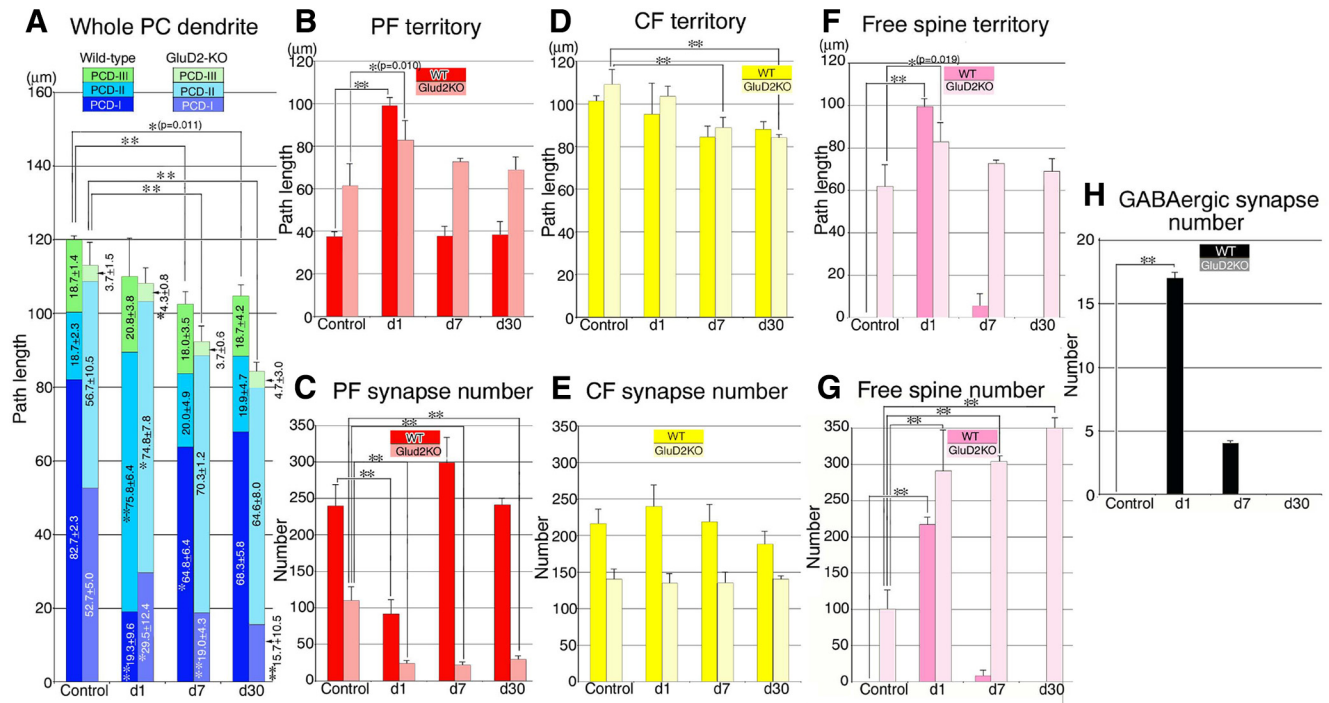 A Whole PC dendrite
Wild-type GluD2-KO
PCD-III PCD-III
PCD-II PCD-II
PCD-I PCD-I
(μm)
160
140
120
100
80
60
40
20
0
Path length
*(p=0.011)
**
**
**
18.7±1.4
18.7±2.3
82.7±2.3
3.7±1.5
56.7±10.5
52.7±5.0
20.8±3.8
**75.8±6.4
**19.3±9.6
*4.3±0.8
*74.8±7.8
*29.5±12.4
18.0±3.5
20.0±4.9
*64.8±6.4
3.7±0.6
70.3±1.2
**19.0±4.3
18.7±4.2
19.9±4.7
68.3±5.8
4.7±3.0
64.6±8.0
**15.7±10.5
Control d1 d7 d30
B PF territory
(μm)
120
100
80
60
40
20
0
Path length
*(p=0.010)
**
WT
Glud2KO
Control d1 d7 d30
C PF synapse number
350
300
250
200
150
100
50
0
Number
**
**
**
**
WT
Glud2KO
Control d1 d7 d30
D CF territory
(μm)
120
100
80
60
40
20
0
Path length
**
**
WT
GluD2KO
Control d1 d7 d30
E CF synapse number
350
300
250
200
150
100
50
0
Number
WT
GluD2KO
Control d1 d7 d30
F Free spine territory
(μm)
120
100
80
60
40
20
0
Path length
*(p=0.019)
**
WT
GluD2KO
Control d1 d7 d30
G Free spine number
350
300
250
200
150
100
50
0
Number
**
**
**
**
WT
GluD2KO
Control d1 d7 d30
H GABAergic synapse
number
20
15
10
5
0
Number
**
WT
GluD2KO
Control d1 d7 d30